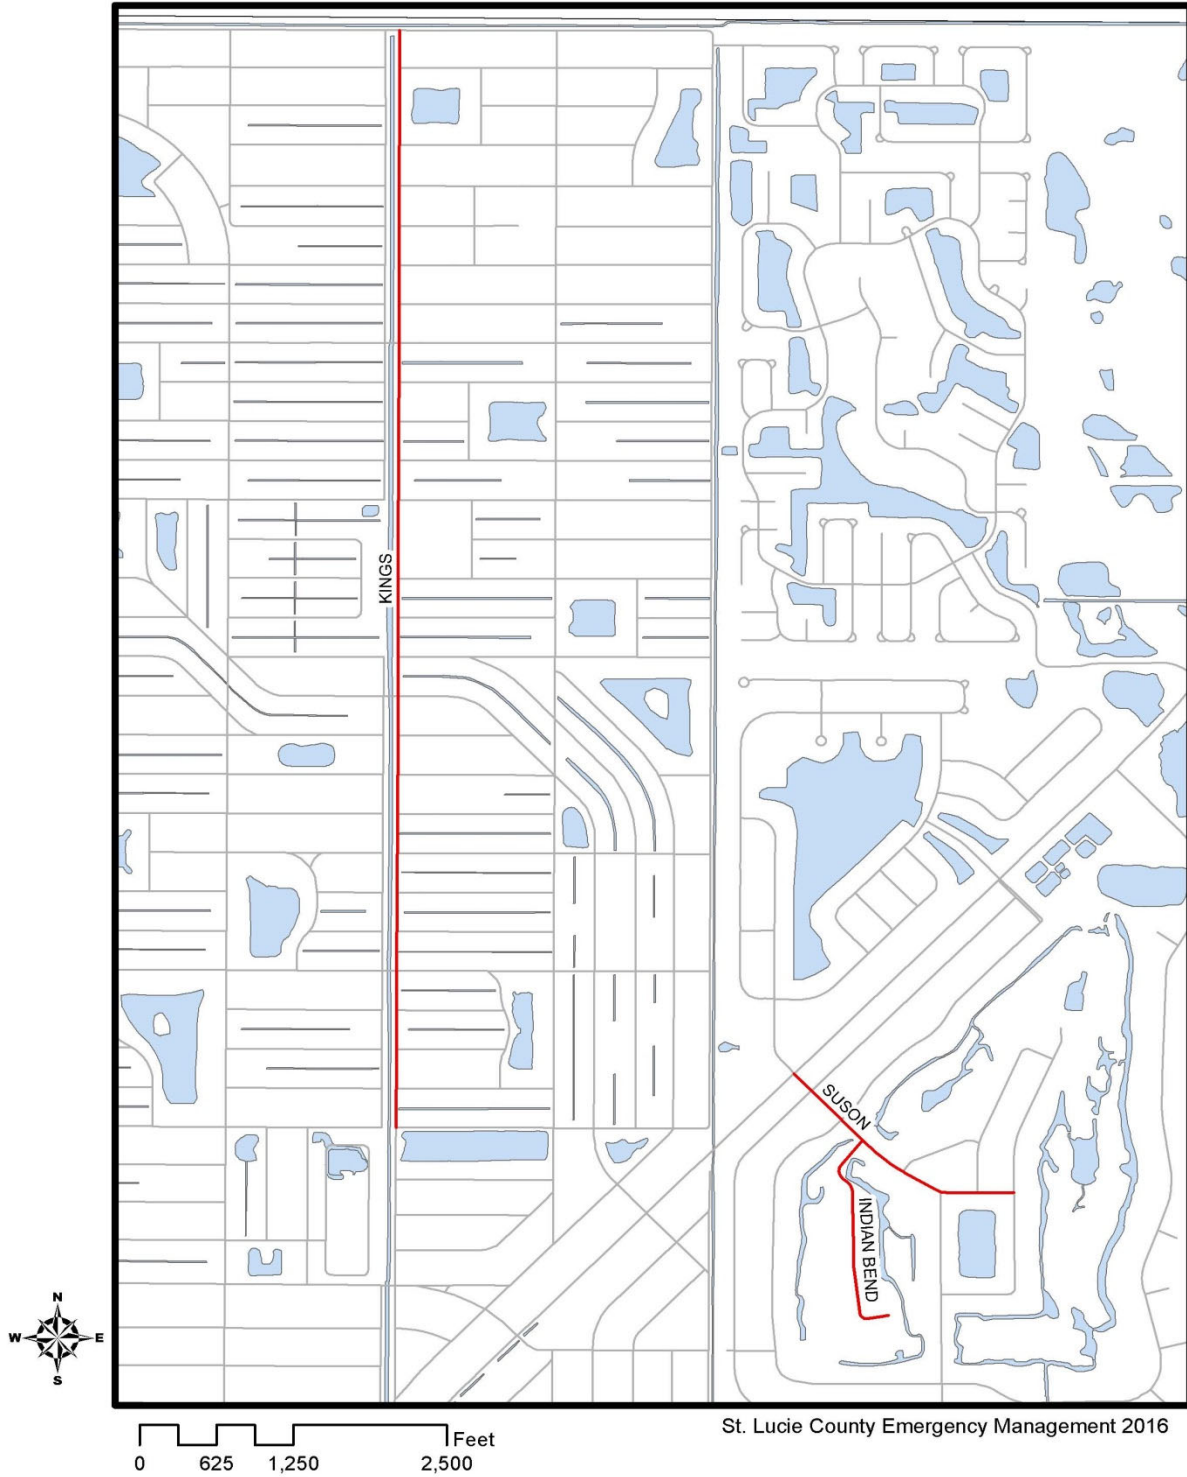 KINGS
SUSON
INDIAN BEND
N
W E
S
Feet
0 625 1,250 2,500
St. Lucie County Emergency Management 2016